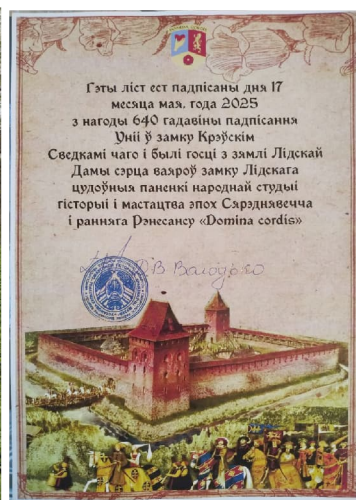 Гэты ліст ест падпісаны дня 17
месяца мая, года 2025
з нагоды 640 гадавіны падпісання
Уніі ў замку Крэўскім
Сведкамі чаго і былі госці з зямлі Лідскай
Дамы сэрца ваяроў замку Лідскага
цудоўныя паненкі народнай студыі
гісторыі і мастацтва эпох Сярэднявечча
і ранняга Рэнесансу «Domina cordis»